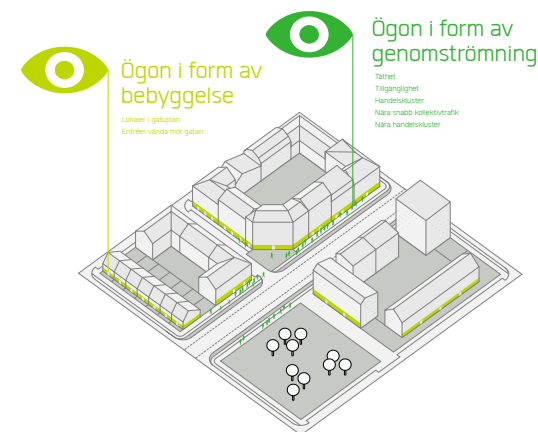 Ögon i form av
bebyggelse
Lokaler i gatuplan
Entréer vända mot gatan
Ögon i form av
genomströmning
Täthet
Tillgänglighet
Handelskluster
Nära snabb kollektivtrafik
Nära handelskluster